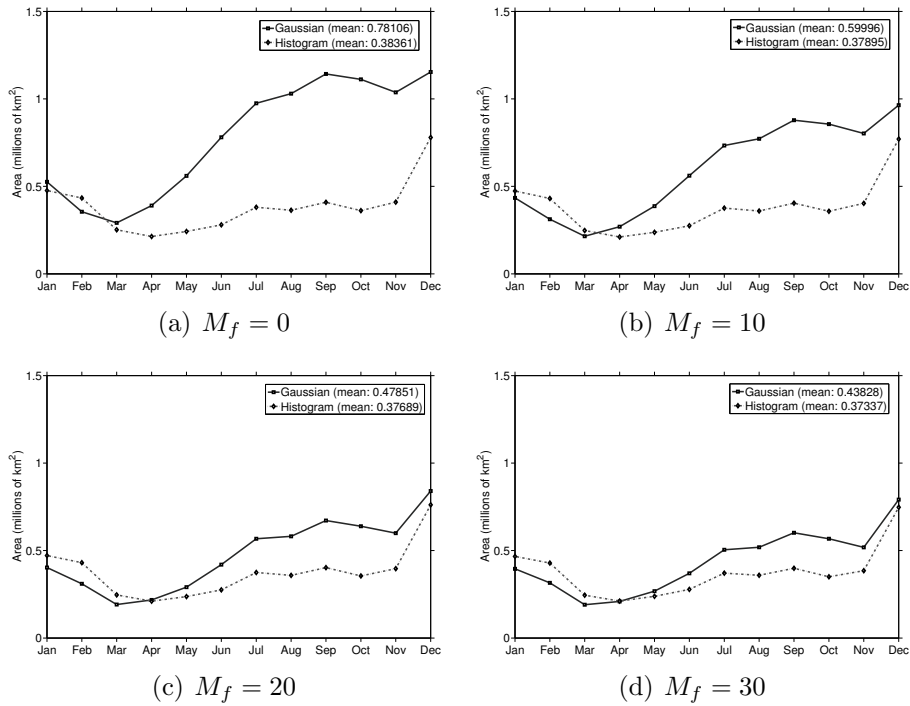 1.5
Gaussian (mean: 0.78106)
Histogram (mean: 0.38361)
1
0.5
0
Area (millions of km²)
Jan Feb Mar Apr May Jun Jul Aug Sep Oct Nov Dec
(a) M_f = 0
1.5
Gaussian (mean: 0.59996)
Histogram (mean: 0.37895)
1
0.5
0
Area (millions of km²)
Jan Feb Mar Apr May Jun Jul Aug Sep Oct Nov Dec
(b) M_f = 10
1.5
Gaussian (mean: 0.47851)
Histogram (mean: 0.37689)
1
0.5
0
Area (millions of km²)
Jan Feb Mar Apr May Jun Jul Aug Sep Oct Nov Dec
(c) M_f = 20
1.5
Gaussian (mean: 0.43828)
Histogram (mean: 0.37337)
1
0.5
0
Area (millions of km²)
Jan Feb Mar Apr May Jun Jul Aug Sep Oct Nov Dec
(d) M_f = 30